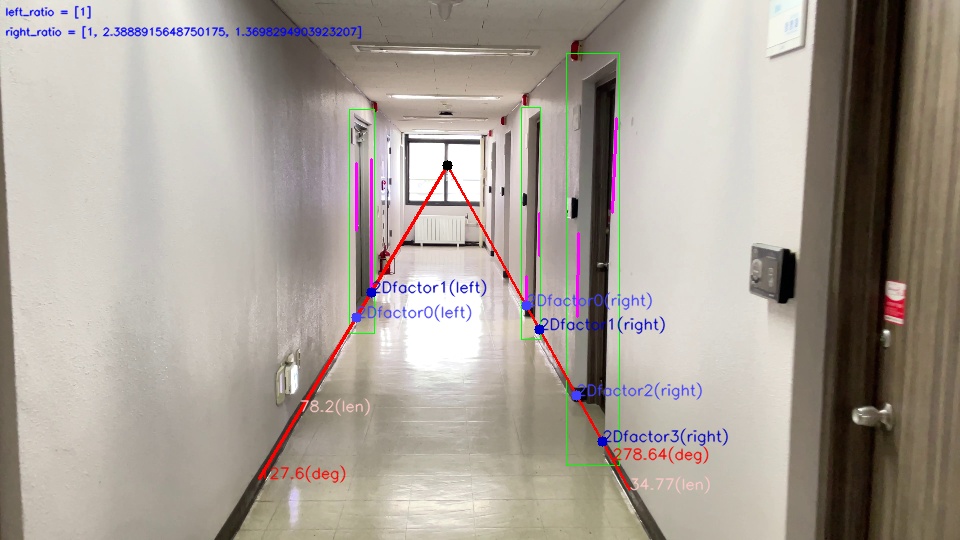 left_ratio = [1]
right_ratio = [1, 2.3888915648750175, 1.3698294903923207]
2Dfactor1(left)
2Dfactor0(left)
2Dfactor0(right)
2Dfactor1(right)
2Dfactor2(right)
78.2(len)
2Dfactor3(right)
278.64(deg)
227.6(deg)
34.77(len)